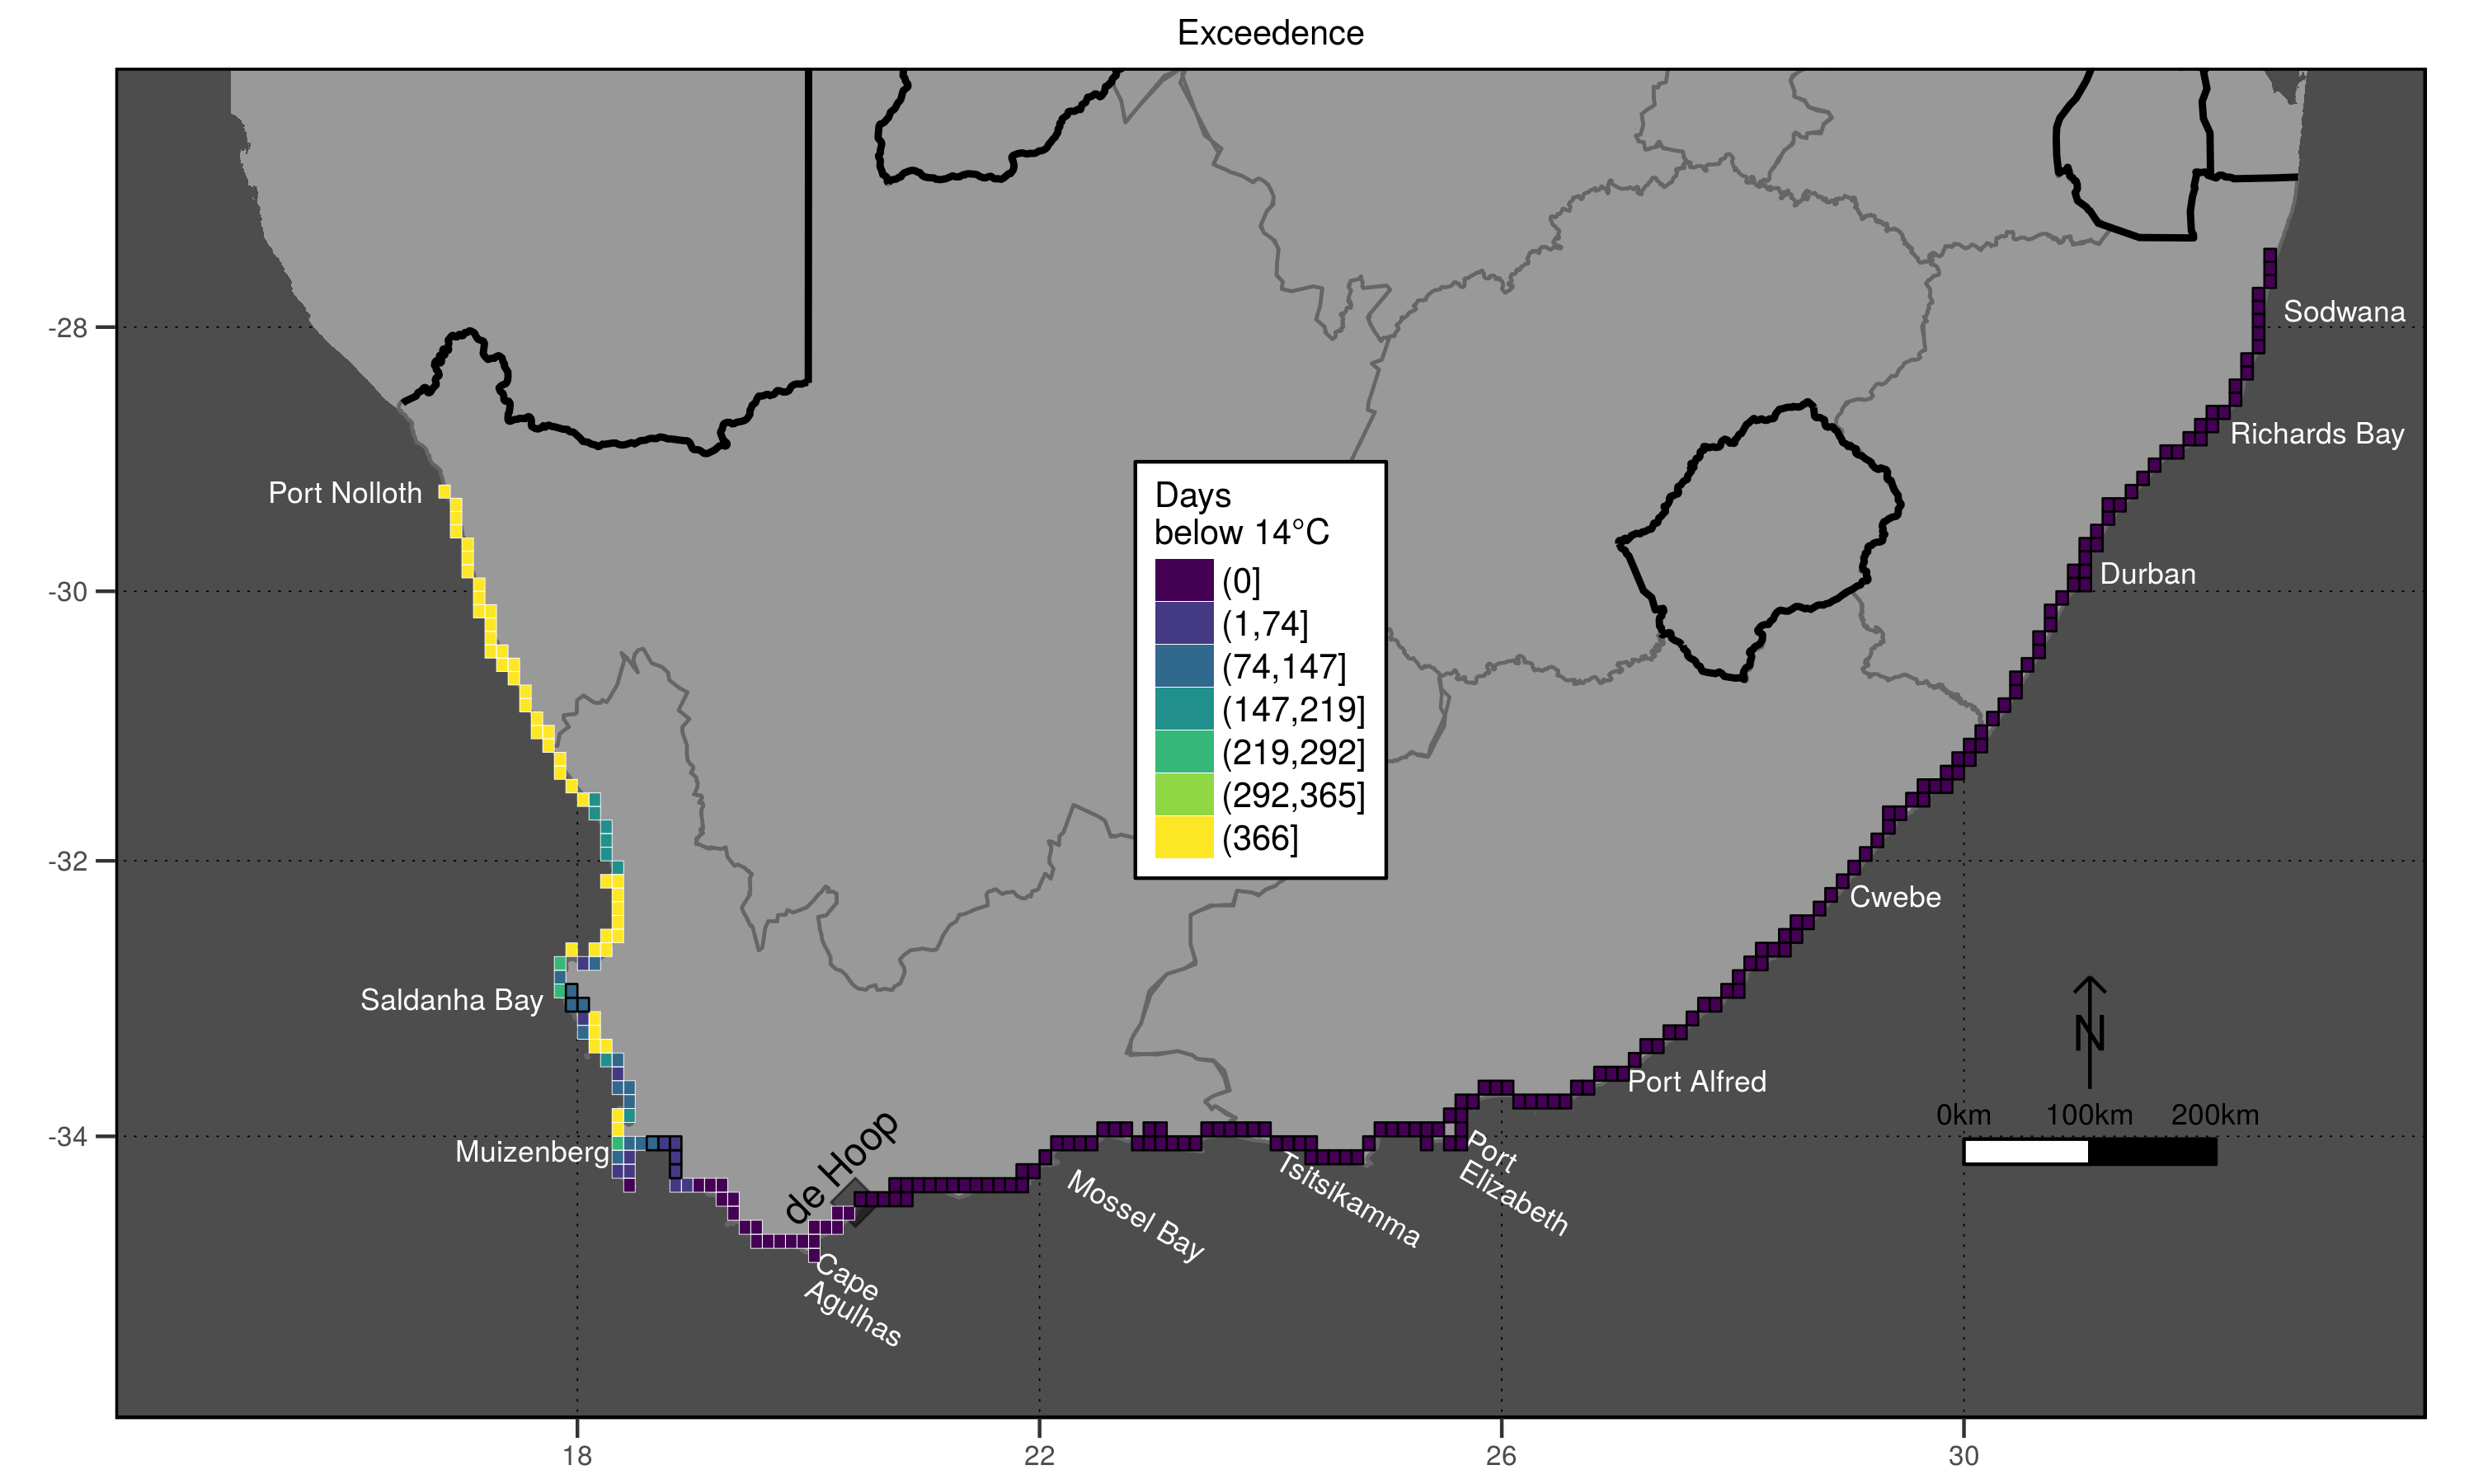 Exceedence
-28
-30
-32
-34
18
22
26
30
Port Nolloth
Saldanha Bay
Muizenberg
de Hoop
Cape
Agulhas
Mossel Bay
Tsitsikamma
Port
Elizabeth
Port Alfred
Cwebe
Durban
Richards Bay
Sodwana
Days
below 14°C
(0]
(1,74]
(74,147]
(147,219]
(219,292]
(292,365]
(366]
N
0km 100km 200km